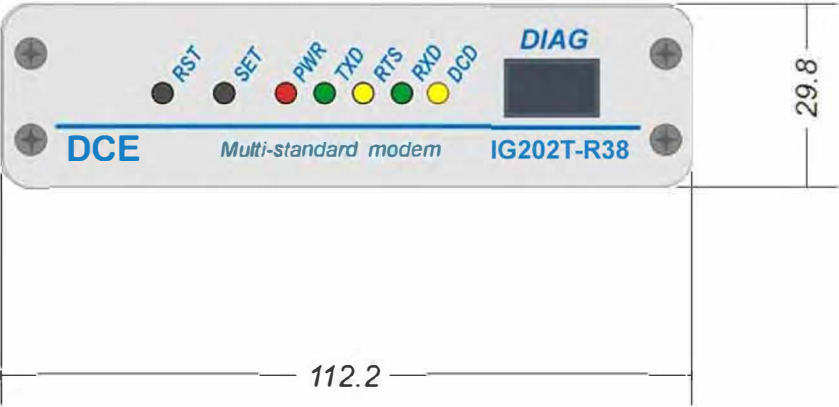 DIAG
RST SET PWR TXD RTS RXD DCD
DCE Multi-standard modem IG202T-R38
29.8
112.2